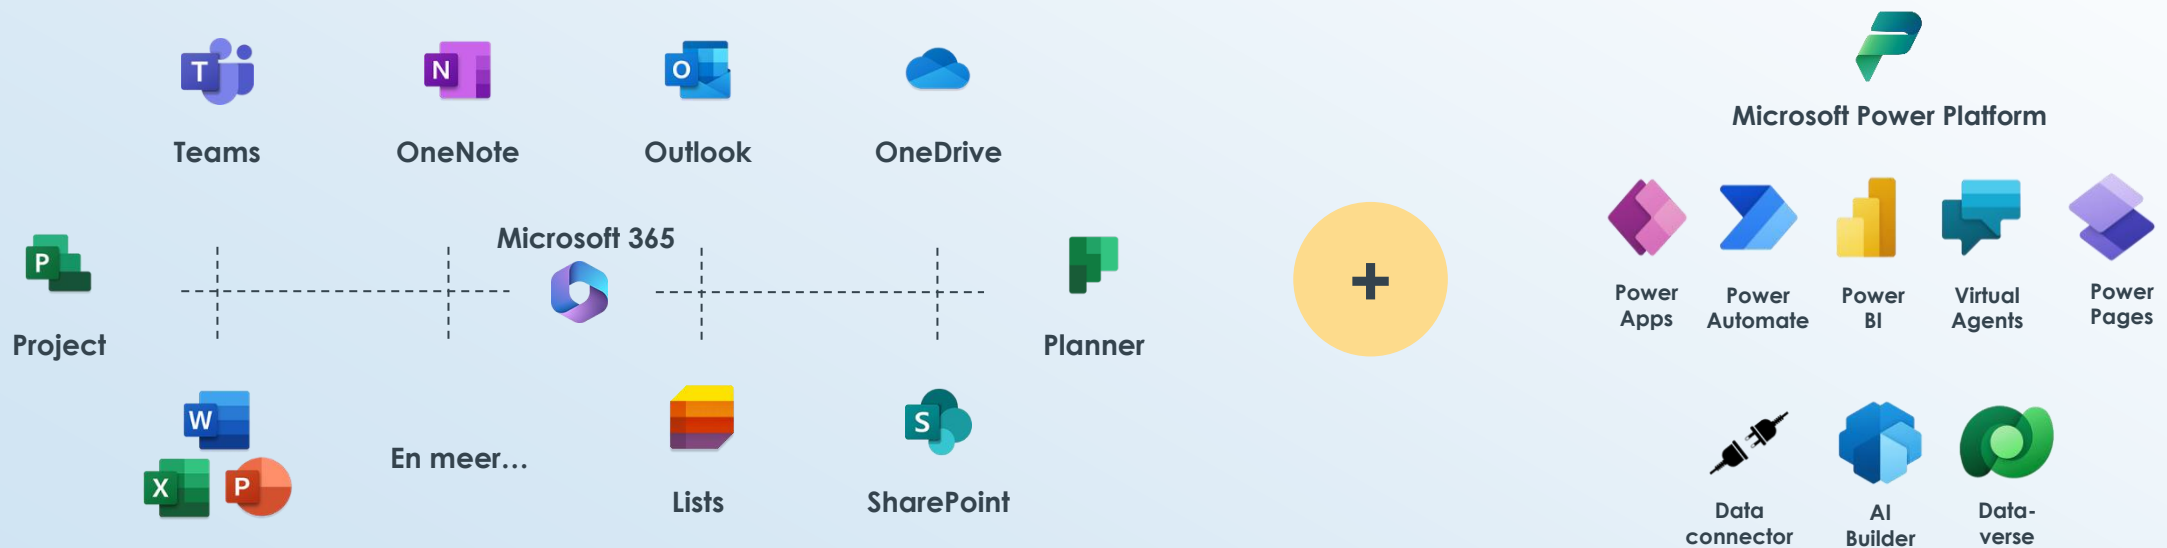 Teams
OneNote
Outlook
OneDrive
Microsoft 365
Project
Planner
En meer...
Lists
SharePoint
+
Microsoft Power Platform
Power
Apps
Power
Automate
Power
BI
Virtual
Agents
Power
Pages
Data
connector
AI
Builder
Data-
verse
T
N
O
P
W
X
P
S